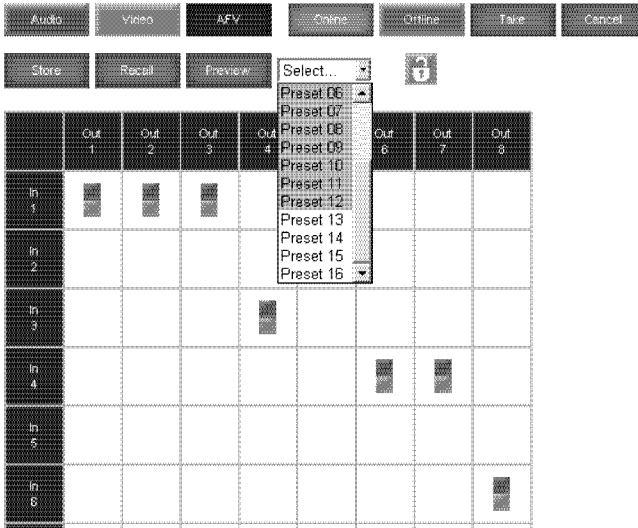 Audio Video AFV Online Offline Take Cancel
Store Recall Preview Select...
Preset 06
Preset 07
Preset 08
Preset 09
Preset 10
Preset 11
Preset 12
Preset 13
Preset 14
Preset 15
Preset 16
Out 1
Out 2
Out 3
Out 4
Out 6
Out 7
Out 8
In 1
In 2
In 3
In 4
In 5
In 6